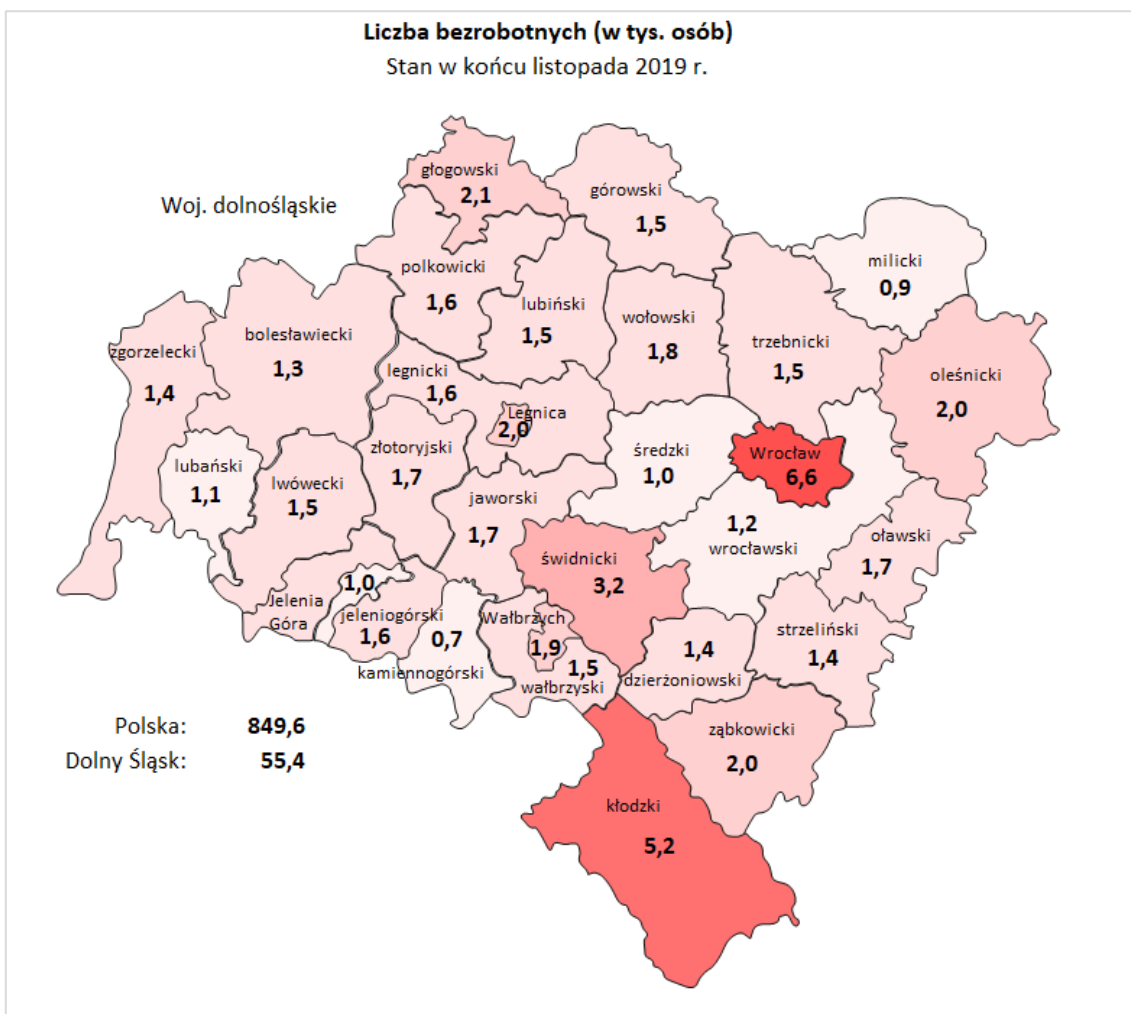 Liczba bezrobotnych (w tys. osób)
Stan w końcu listopada 2019 r.
Woj. dolnośląskie
głogowski
2,1
górowski
1,5
milicki
0,9
polkowicki
1,6
lubiński
1,5
wołowski
1,8
trzebnicki
1,5
bolesławiecki
1,3
zgorzelecki
1,4
legnicki
1,6
Legnica
2,0
oleśnicki
2,0
lubański
1,1
lwówecki
1,5
złotoryjski
1,7
średzki
1,0
Wrocław
6,6
jaworski
1,7
1,2
wrocławski
oławski
1,7
świdnicki
3,2
Jelenia
Góra
1,0
jeleniogórski
1,6
0,7
kamiennogórski
Wałbrzych
1,9
1,5
wałbrzyski
1,4
dzierżoniowski
strzeliński
1,4
ząbkowicki
2,0
kłodzki
5,2
Polska: 849,6
Dolny Śląsk: 55,4